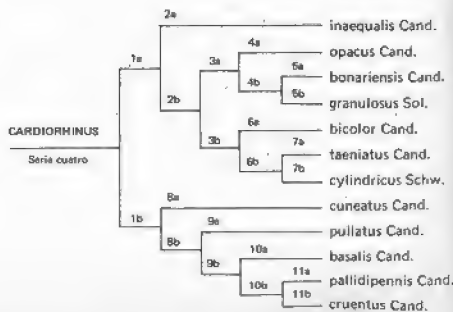 2a
inaequalis Cand.
4a
opacus Cand.
1a
3a
5a
bonariensis Cand.
4b
5b
2b
granulosus Sol.
6a
bicolor Cand.
CARDIORHINUS
3b
7a
taeniatus Cand.
Serie cuatro
6b
7b
cylindricus Schw.
8a
cuneatus Cand.
1b
9a
pullatus Cand.
8b
10a
basalis Cand.
9b
11a
pallidipennis Cand.
10b
11b
cruentus Cand.